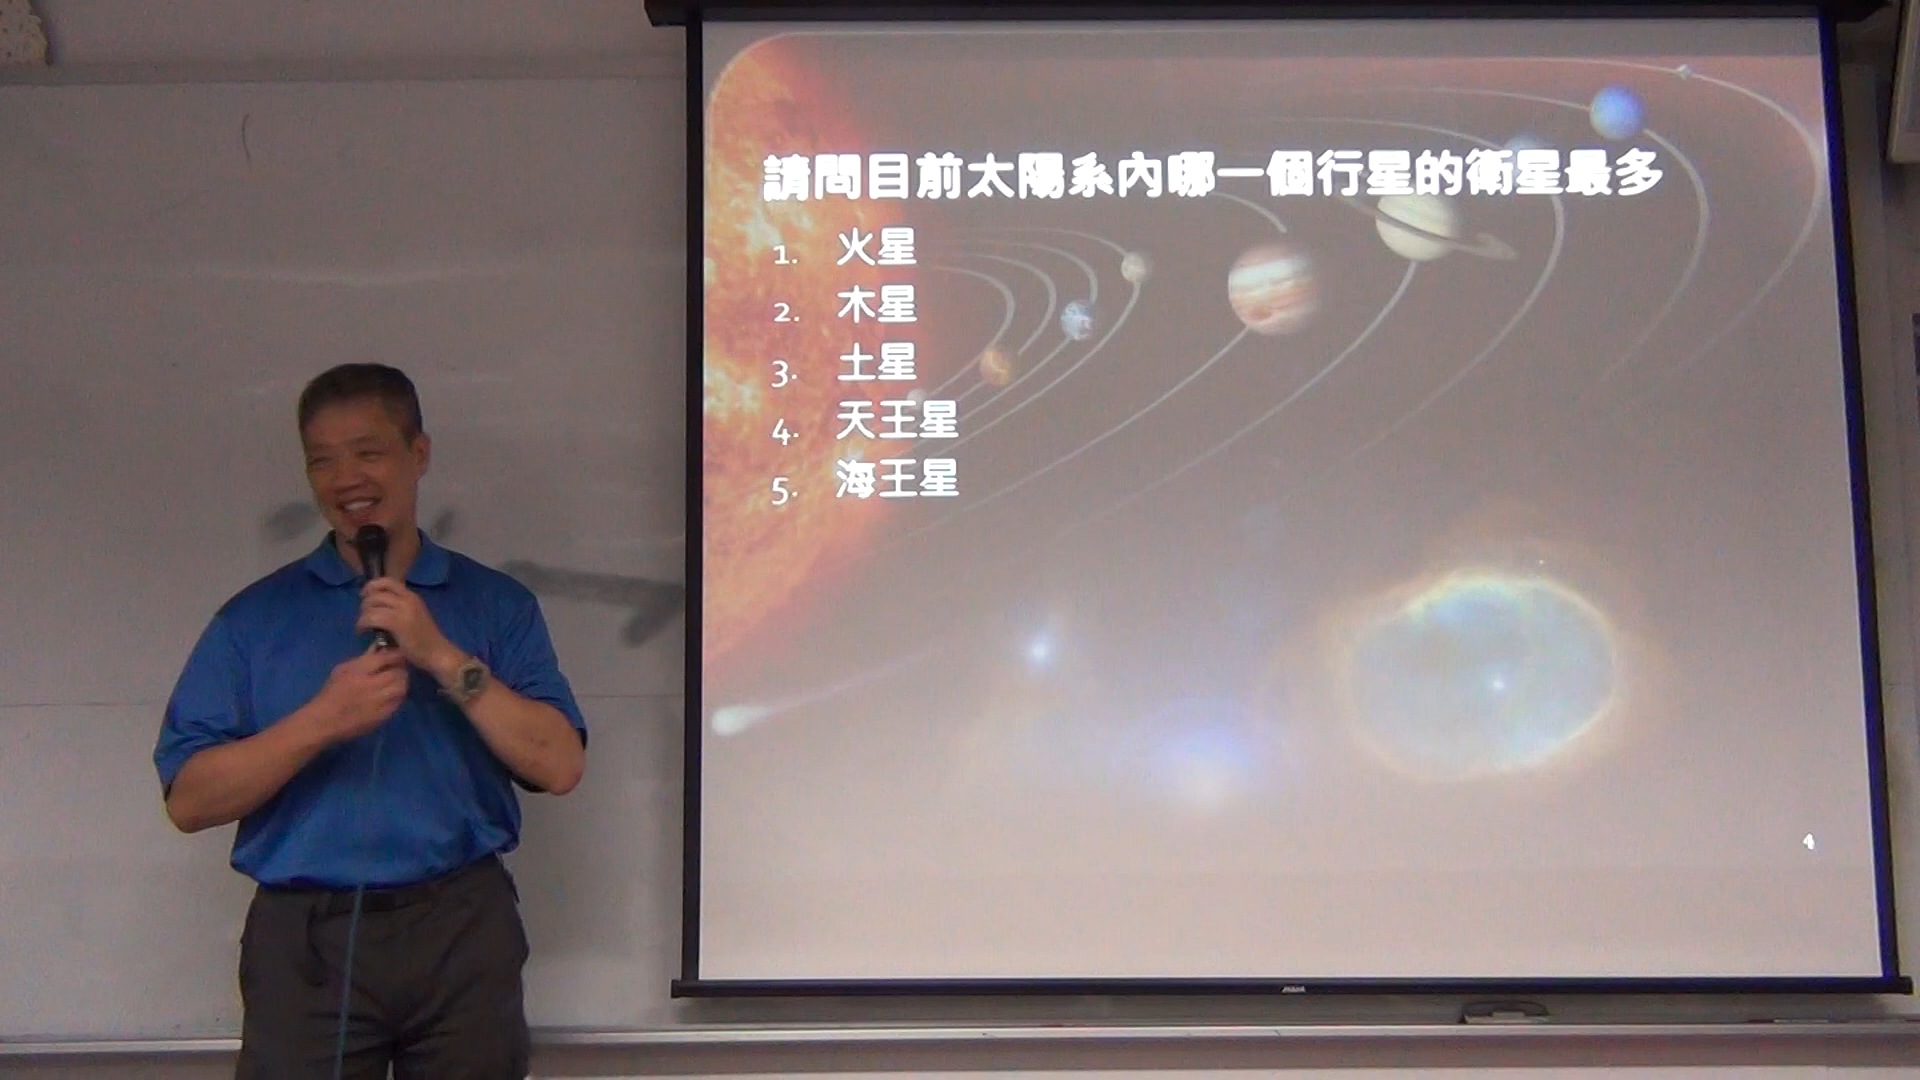 請問目前太陽系內哪一個行星的衛星最多
1. 火星
2. 木星
3. 土星
4. 天王星
5. 海王星
4